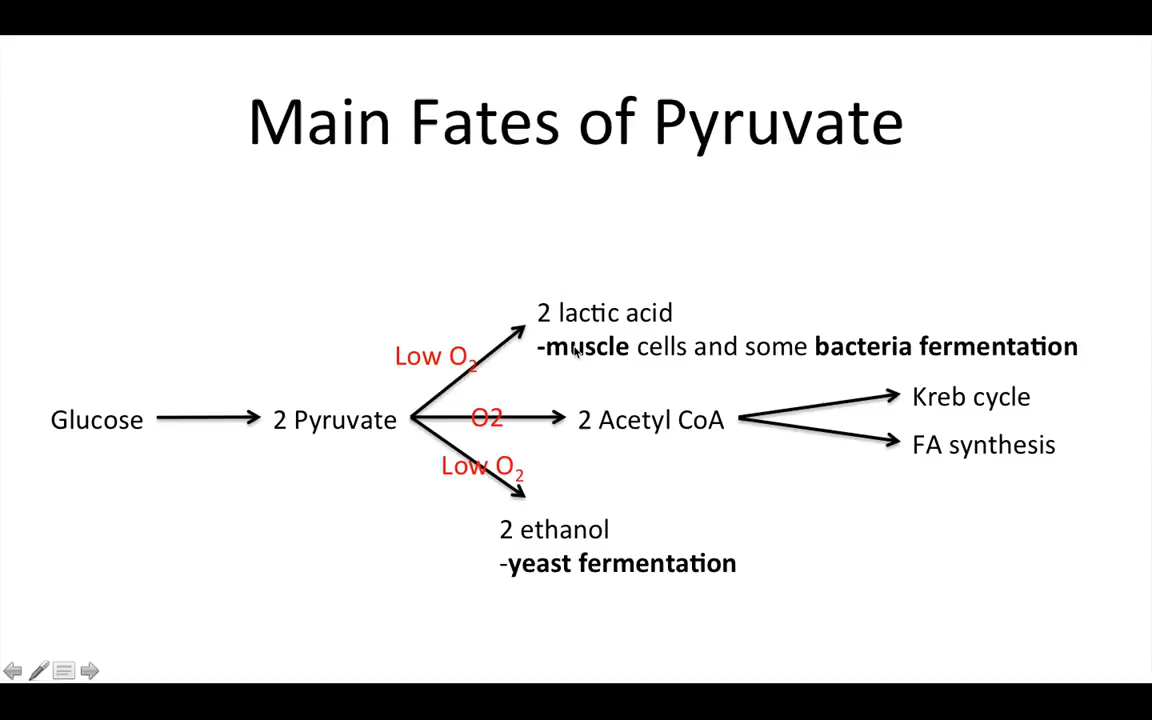 Main Fates of Pyruvate
2 lactic acid
-muscle cells and some bacteria fermentation
Low O₂
Glucose
2 Pyruvate
O2
2 Acetyl CoA
Kreb cycle
FA synthesis
Low O₂
2 ethanol
-yeast fermentation